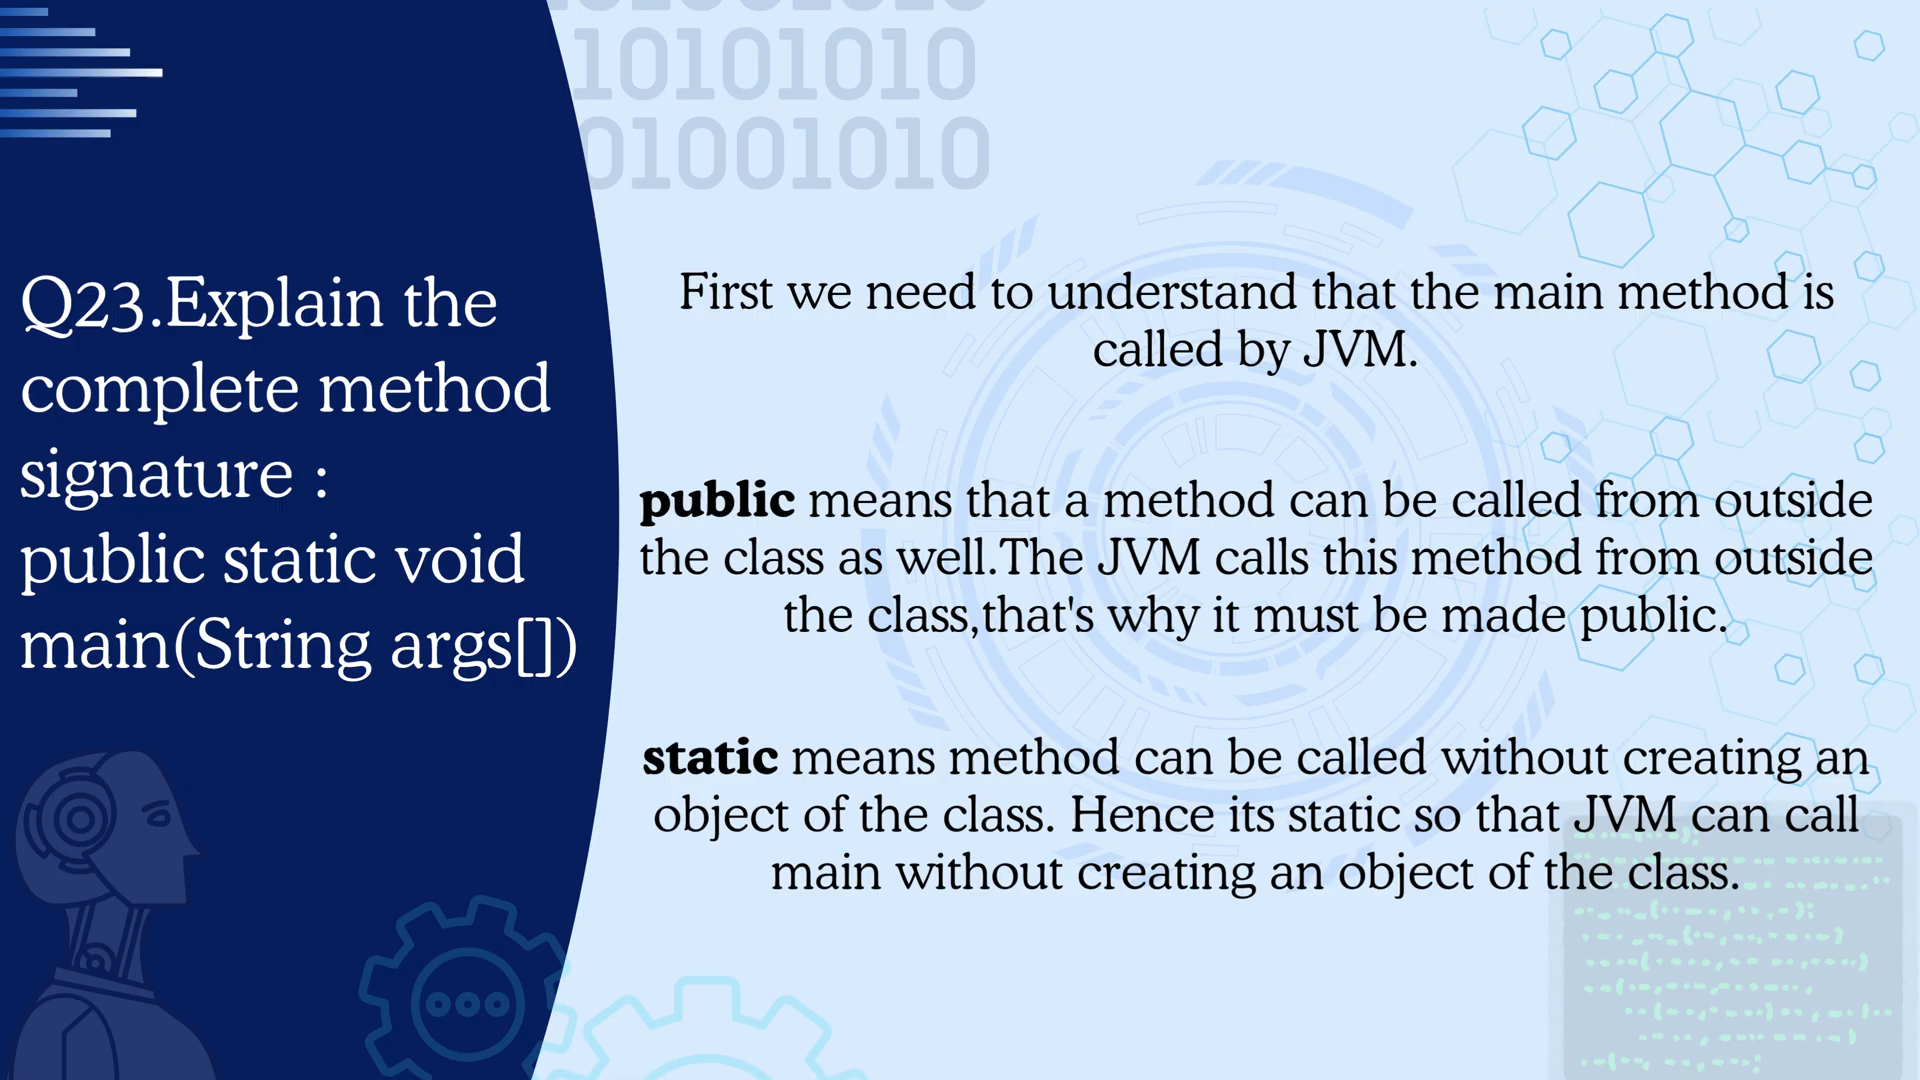 01001010
10101010
01001010
Q23.Explain the
complete method
signature :
public static void
main(String args[])
First we need to understand that the main method is
called by JVM.
public means that a method can be called from outside
the class as well.The JVM calls this method from outside
the class,that's why it must be made public.
static means method can be called without creating an
object of the class. Hence its static so that JVM can call
main without creating an object of the class.